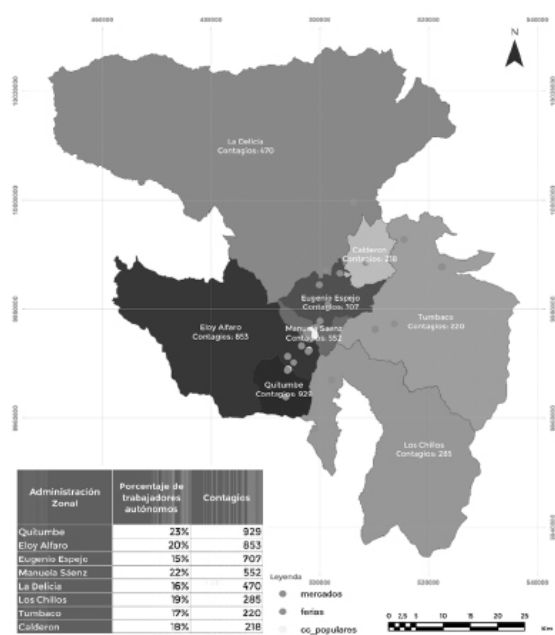 N
La Delicia
Contagios: 470
Calderon
Contagios: 218
Eugenio Espejo
Contagios: 307
Tumbaco
Contagios: 220
Manuela Saenz
Contagios: 552
Eloy Alfaro
Contagios: 853
Quitumbe
Contagios: 929
Los Chillos
Contagios: 285
Administración Zonal Porcentaje de trabajadores autónomos Contagios
Quitumbe 23% 929
Eloy Alfaro 20% 853
Eugenio Espejo 15% 707
Manuela Sáenz 22% 552
La Delicia 16% 470
Los Chillos 19% 285
Tumbaco 17% 220
Calderon 18% 218
Leyenda
mercados
ferias
cc_populares
0 2,5 5 10 15 20 25